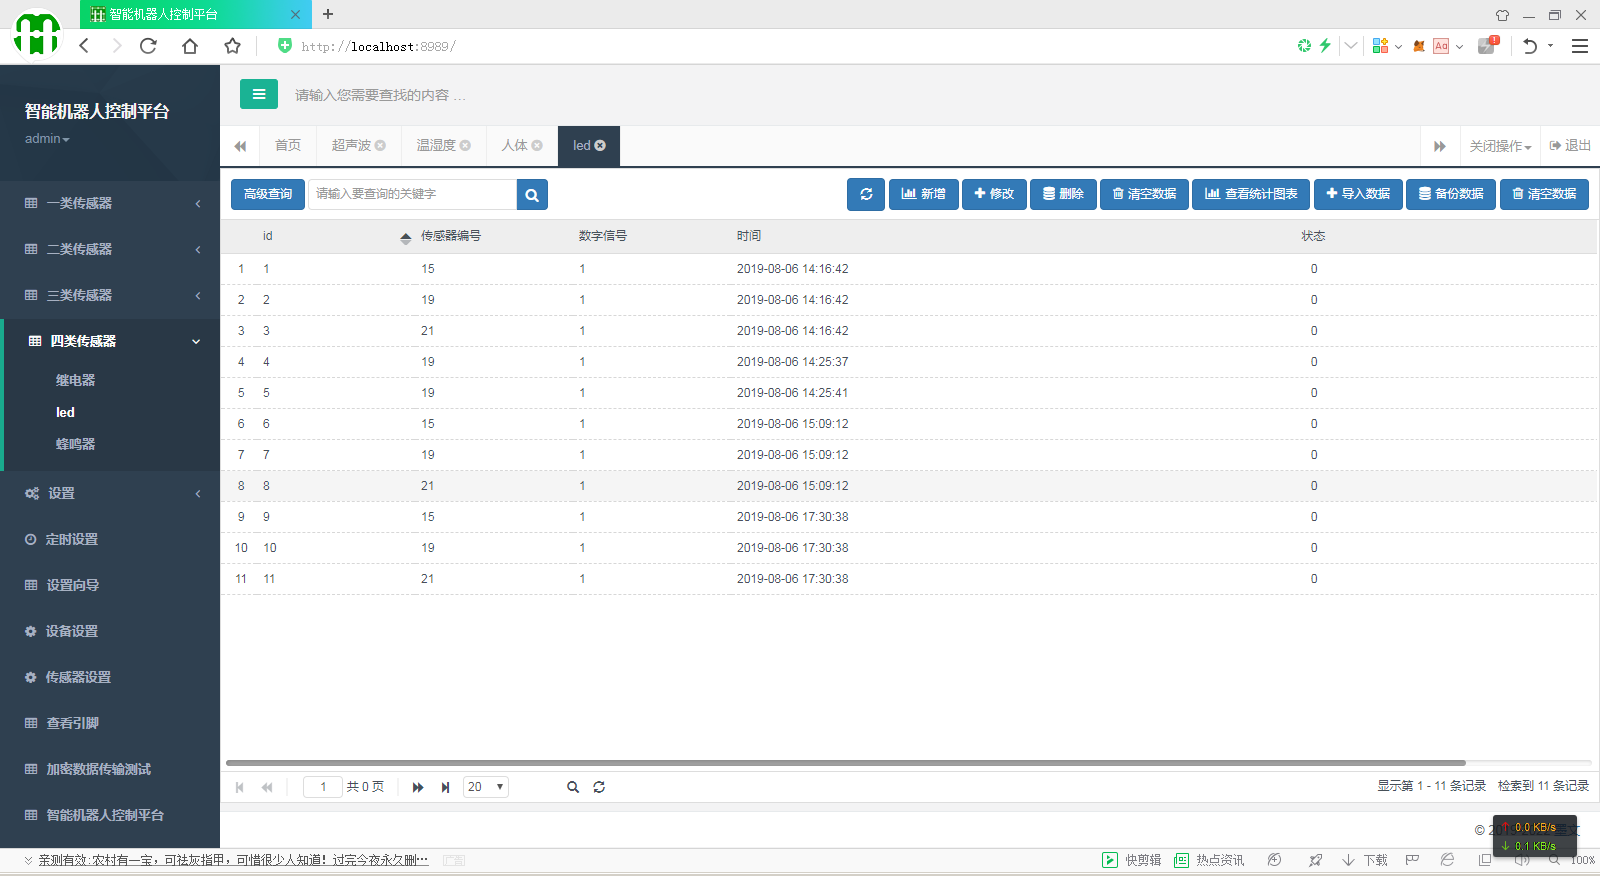 智能机器人控制平台
http://localhost:8989/
智能机器人控制平台
admin
请输入您需要查找的内容 …
首页 超声波 温湿度 人体 led 关闭操作 退出
高级查询 请输入要查询的关键字 新增 修改 删除 清空数据 查看统计图表 导入数据 备份数据 清空数据
一类传感器
二类传感器
三类传感器
四类传感器
继电器
led
蜂鸣器
设置
定时设置
设置向导
设备设置
传感器设置
查看引脚
加密数据传输测试
智能机器人控制平台
id 传感器编号 数字信号 时间 状态
1 1 15 1 2019-08-06 14:16:42 0
2 2 19 1 2019-08-06 14:16:42 0
3 3 21 1 2019-08-06 14:16:42 0
4 4 19 1 2019-08-06 14:25:37 0
5 5 19 1 2019-08-06 14:25:41 0
6 6 15 1 2019-08-06 15:09:12 0
7 7 19 1 2019-08-06 15:09:12 0
8 8 21 1 2019-08-06 15:09:12 0
9 9 15 1 2019-08-06 17:30:38 0
10 10 19 1 2019-08-06 17:30:38 0
11 11 21 1 2019-08-06 17:30:38 0
1 共 0 页 20 显示第 1 - 11 条记录 检索到 11 条记录
0.0 KB/s
0.1 KB/s
亲测有效:农村有一宝，可祛灰指甲，可惜很少人知道！过完今夜永久删… 广告 快剪辑 热点资讯 下载 100%